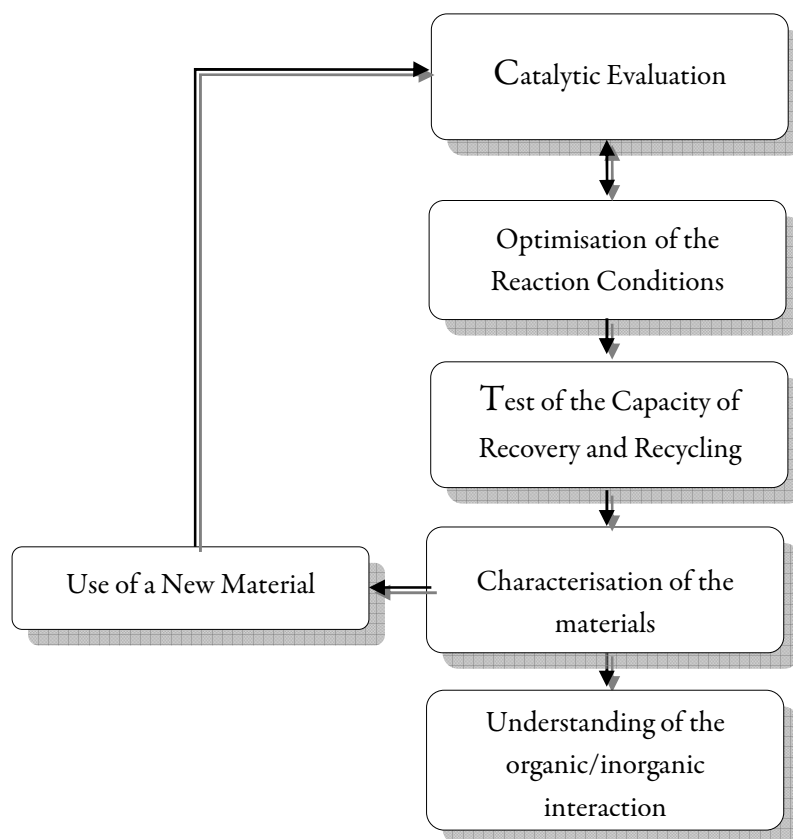 Catalytic Evaluation
Optimisation of the
Reaction Conditions
Test of the Capacity of
Recovery and Recycling
Use of a New Material
Characterisation of the
materials
Understanding of the
organic/inorganic
interaction